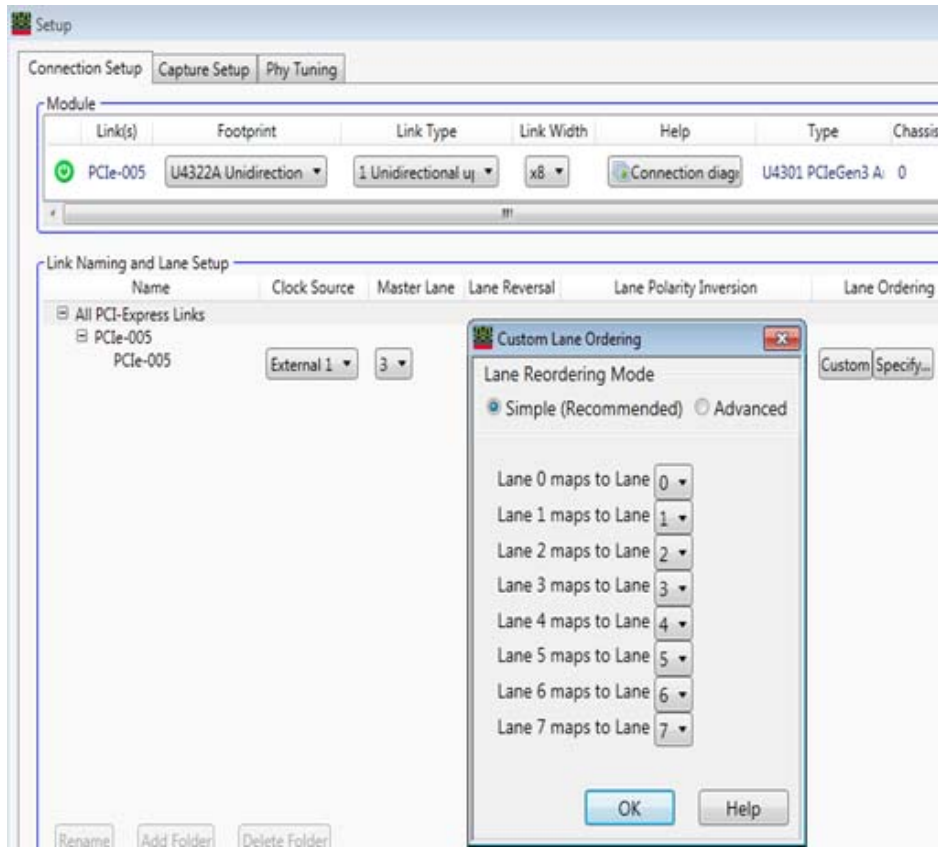 Setup
Connection Setup Capture Setup Phy Tuning
Module
Link(s) Footprint Link Type Link Width Help Type Chassis
PCIe-005 U4322A Unidirection 1 Unidirectional x8 Connection U4301 PCIeGen3 0
Link Naming and Lane Setup
Name Clock Source Master Lane Lane Reversal Lane Polarity Inversion Lane Ordering
All PCI-Express Links
PCIe-005
PCIe-005 External 1 3 Custom Specify...
Custom Lane Ordering
Lane Reordering Mode
Simple (Recommended) Advanced
Lane 0 maps to Lane 0
Lane 1 maps to Lane 1
Lane 2 maps to Lane 2
Lane 3 maps to Lane 3
Lane 4 maps to Lane 4
Lane 5 maps to Lane 5
Lane 6 maps to Lane 6
Lane 7 maps to Lane 7
OK Help
Rename Add Folder Delete Folder